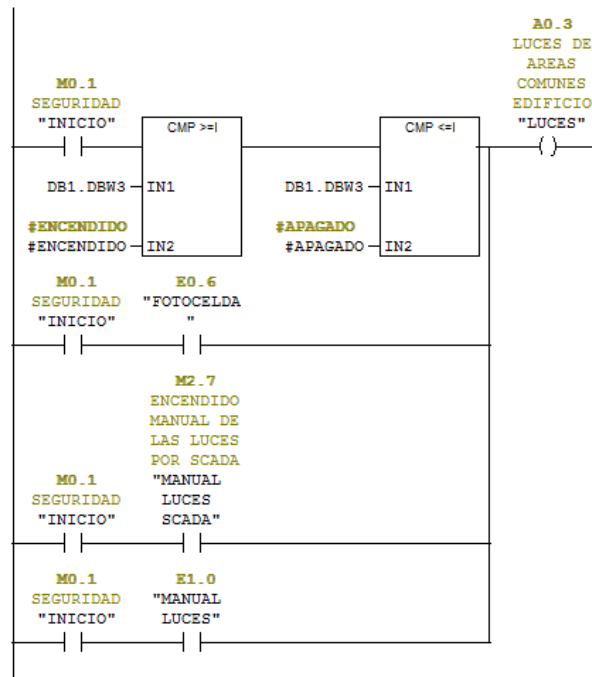 A0.3
LUCES DE
AREAS
COMUNES
EDIFICIO
"LUCES"
M0.1
SEGURIDAD
"INICIO"
CMP >=I
CMP <=I
DB1.DBW3
IN1
DB1.DBW3
IN1
#ENCENDIDO
#ENCENDIDO
IN2
#APAGADO
#APAGADO
IN2
M0.1
SEGURIDAD
"INICIO"
E0.6
"FOTOCELDA
"
M2.7
ENCENDIDO
MANUAL DE
LAS LUCES
POR SCADA
"MANUAL
LUCES
SCADA"
M0.1
SEGURIDAD
"INICIO"
M0.1
SEGURIDAD
"INICIO"
E1.0
"MANUAL
LUCES"